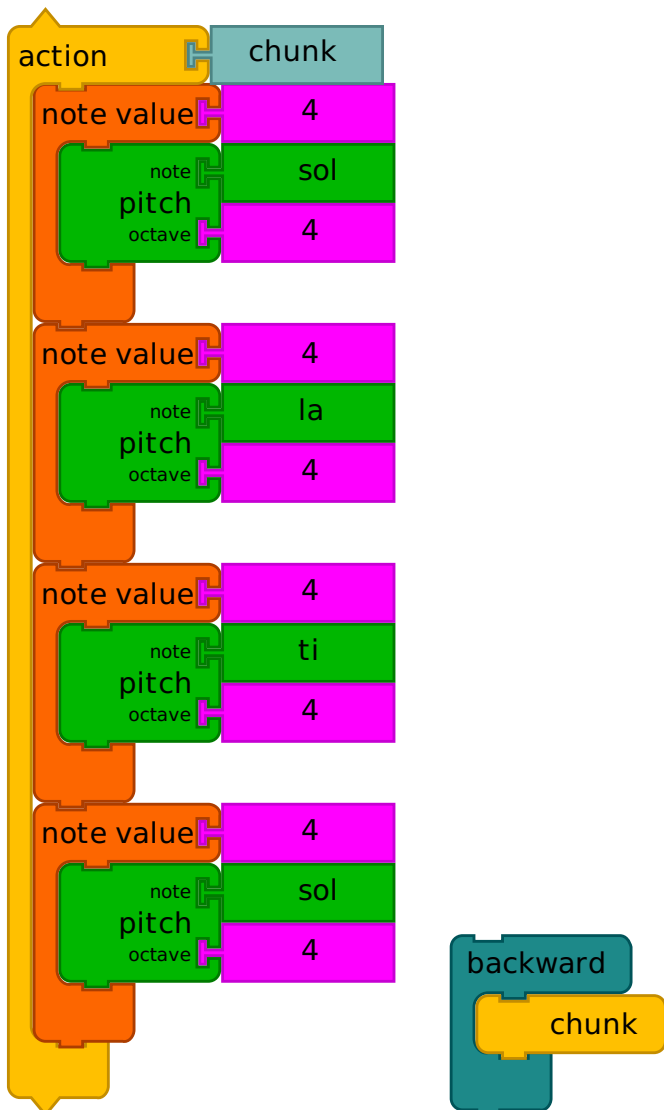 action chunk
note value 4
note sol
pitch
octave 4
note value 4
note la
pitch
octave 4
note value 4
note ti
pitch
octave 4
note value 4
note sol
pitch
octave 4
backward
chunk